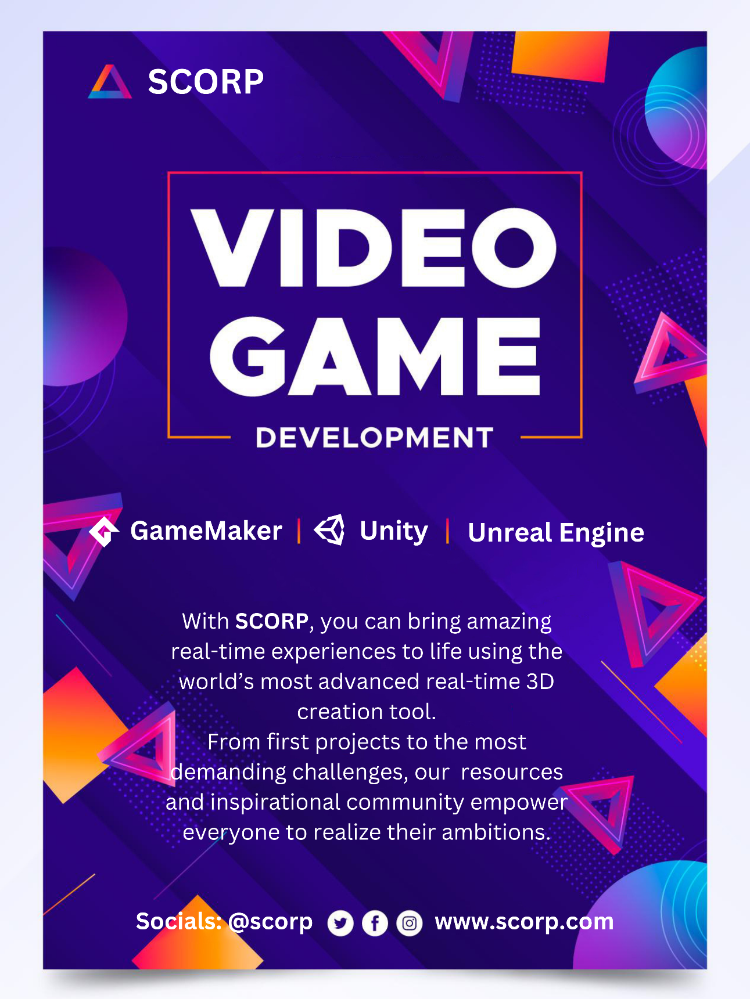 SCORP
VIDEO
GAME
DEVELOPMENT
GameMaker | Unity | Unreal Engine
With SCORP, you can bring amazing
real-time experiences to life using the
world’s most advanced real-time 3D
creation tool.
From first projects to the most
demanding challenges, our  resources
and inspirational community empower
everyone to realize their ambitions.
Socials: @scorp www.scorp.com